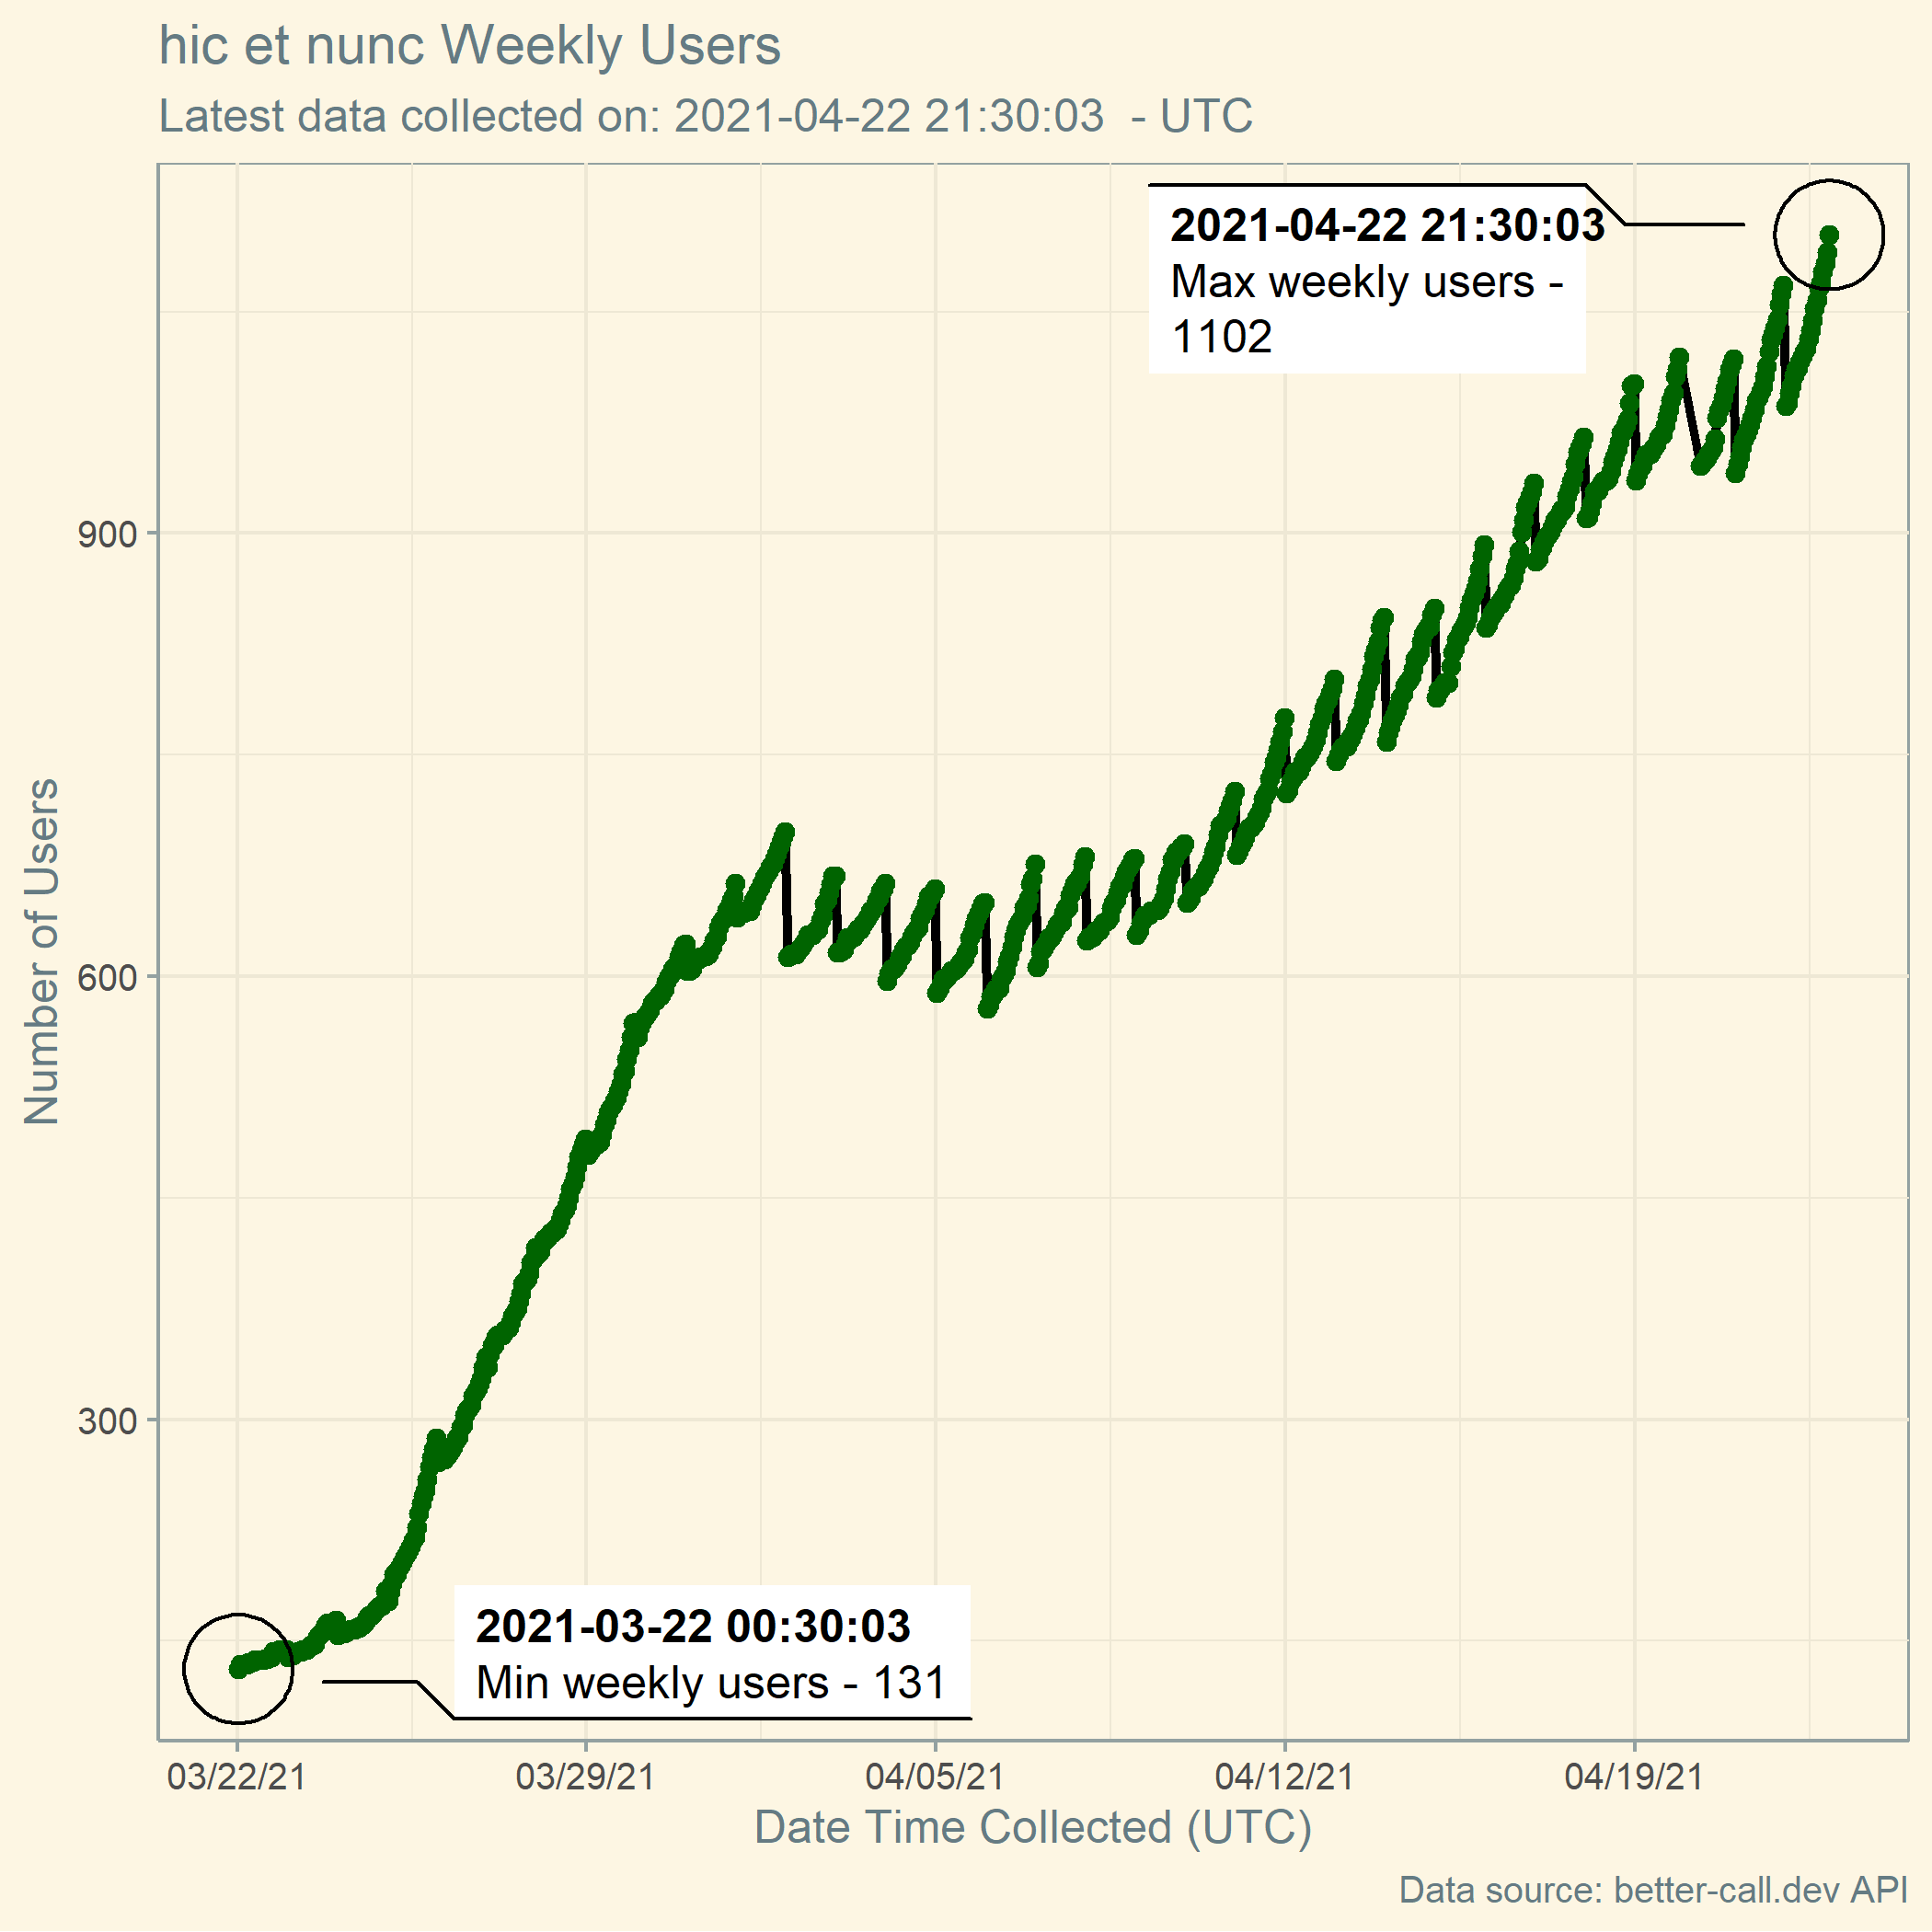 hic et nunc Weekly Users
Latest data collected on: 2021-04-22 21:30:03  - UTC
2021-04-22 21:30:03
Max weekly users -
1102
900
600
300
Number of Users
2021-03-22 00:30:03
Min weekly users - 131
03/22/21
03/29/21
04/05/21
04/12/21
04/19/21
Date Time Collected (UTC)
Data source: better-call.dev API